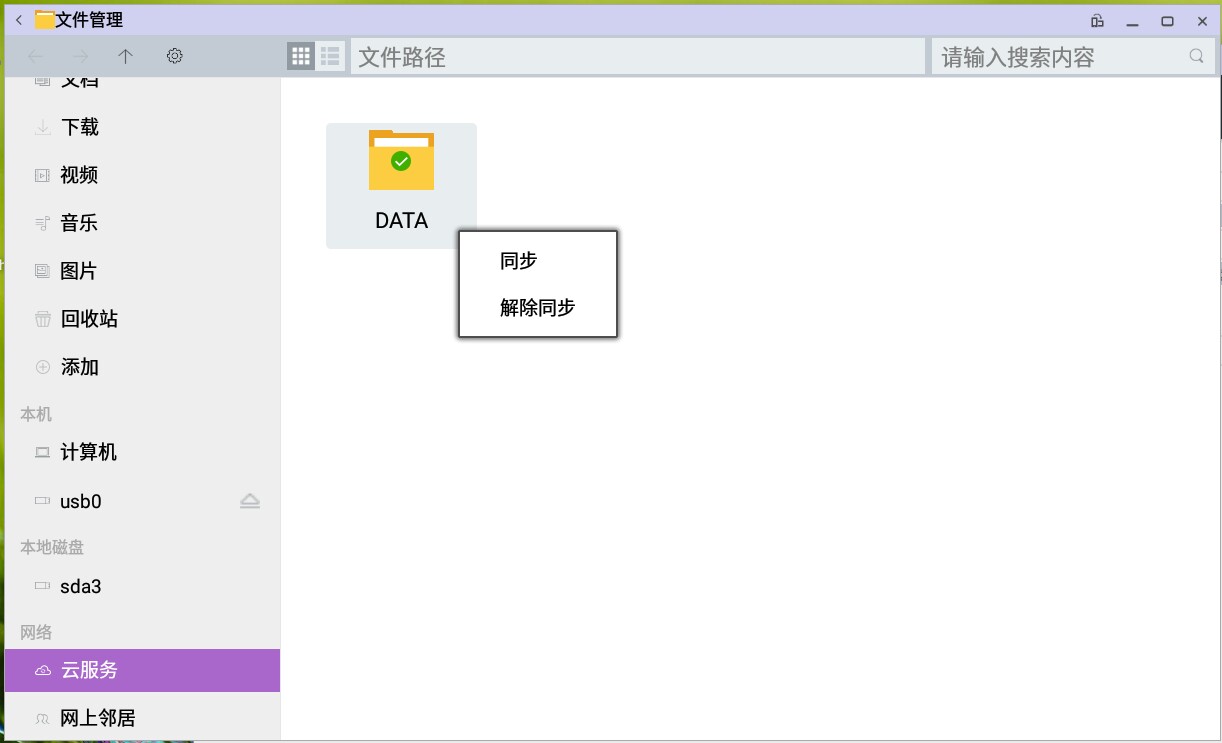 文件管理
文件路径
请输入搜索内容
文档
下载
视频
音乐
图片
回收站
添加
本机
计算机
usb0
本地磁盘
sda3
网络
云服务
网上邻居
DATA
同步
解除同步